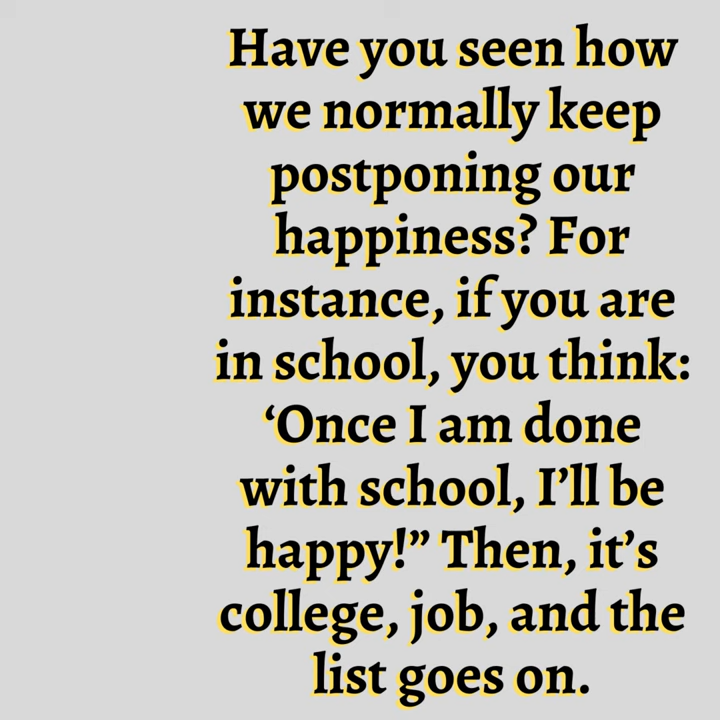 Have you seen how
we normally keep
postponing our
happiness? For
instance, if you are
in school, you think:
‘Once I am done
with school, I’ll be
happy!” Then, it’s
college, job, and the
list goes on.